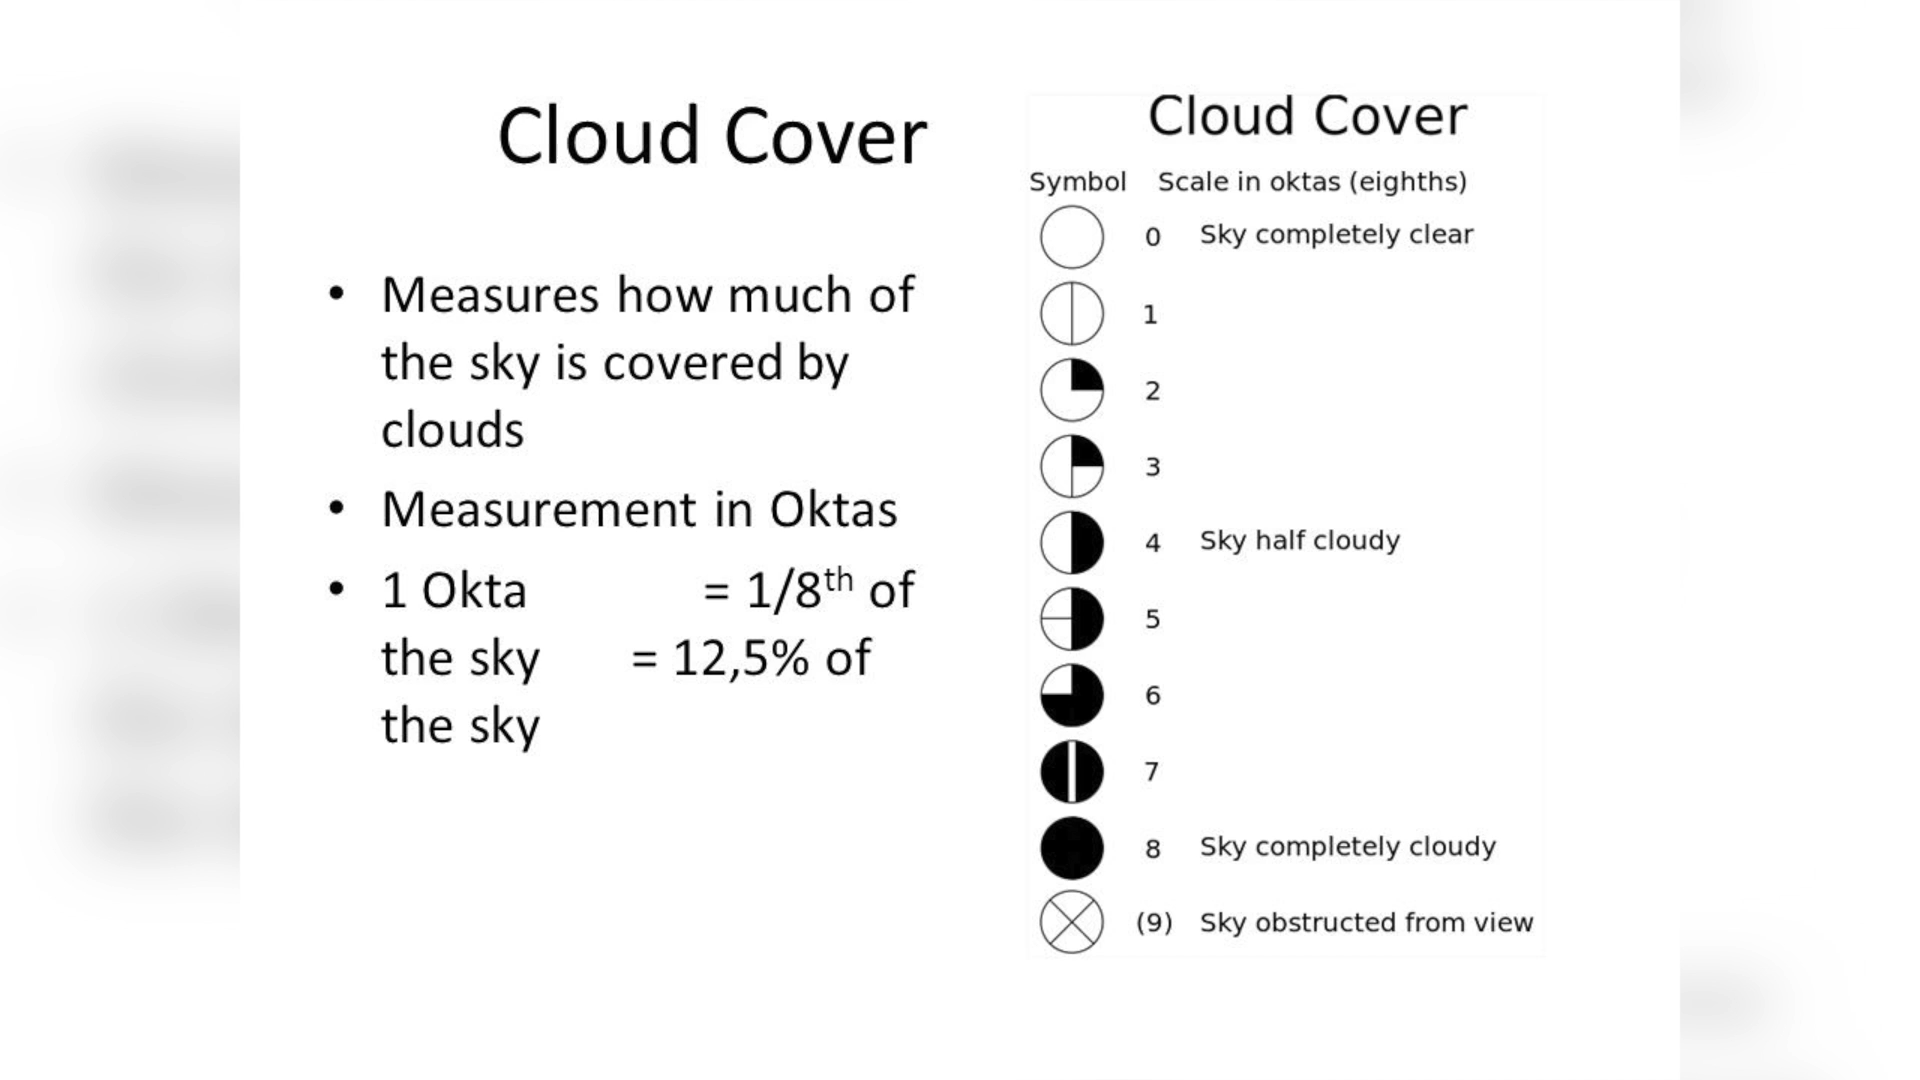 Cloud Cover
• Measures how much of
the sky is covered by
clouds
• Measurement in Oktas
• 1 Okta = 1/8th of
the sky = 12,5% of
the sky
Cloud Cover
Symbol Scale in oktas (eighths)
0 Sky completely clear
1
2
3
4 Sky half cloudy
5
6
7
8 Sky completely cloudy
(9) Sky obstructed from view